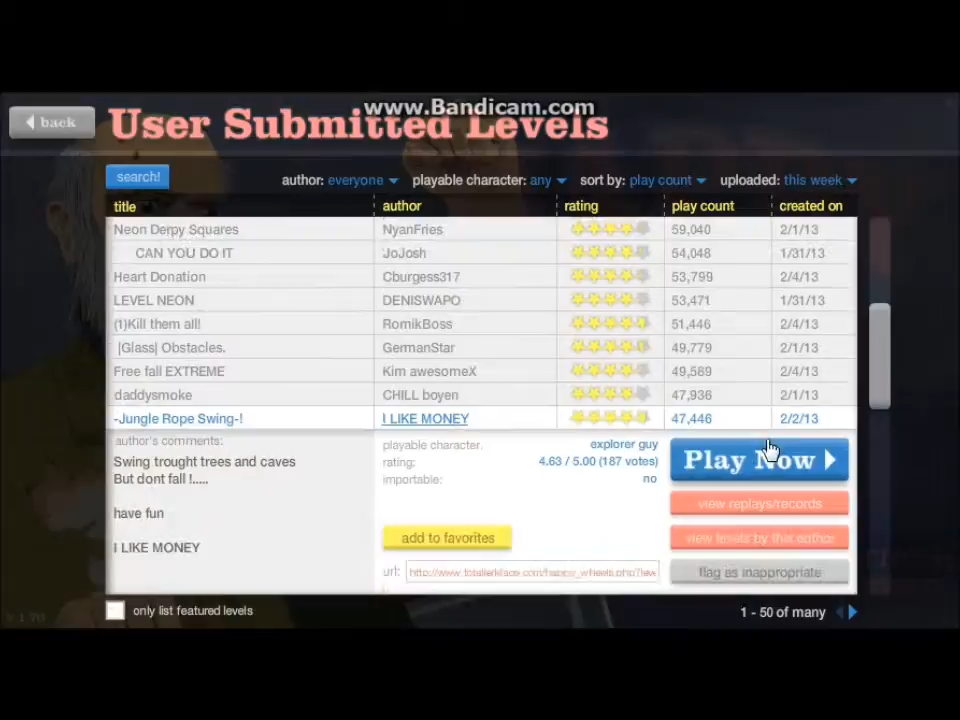 www.Bandicam.com
back
User Submitted Levels
search!
author: everyone playable character: any sort by: play count uploaded: this week
title author rating play count created on
Neon Derpy Squares NyanFries 59,040 2/1/13
CAN YOU DO IT JoJosh 54,048 1/31/13
Heart Donation Cburgess317 53,799 2/4/13
LEVEL NEON DENISWAPO 53,471 1/31/13
(1)Kill them all! RomikBoss 51,446 2/4/13
|Glass| Obstacles. GermanStar 49,779 2/1/13
Free fall EXTREME Kim awesomeX 49,589 2/4/13
daddysmoke CHILL boyen 47,936 2/1/13
-Jungle Rope Swing-! I LIKE MONEY 47,446 2/2/13
author's comments:
Swing trought trees and caves
But dont fall !.....
have fun
I LIKE MONEY
playable character: explorer guy
rating: 4.63 / 5.00 (187 votes)
importable: no
add to favorites
url: http://www.totaljerkface.com/happy_wheels.php?leve
Play Now
view replays/records
view levels by this author
flag as inappropriate
only list featured levels
1 - 50 of many